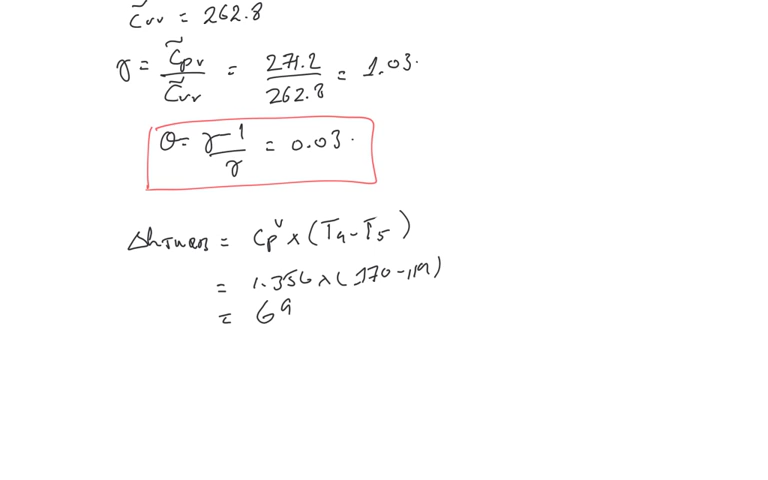 C̃vv = 262.8
γ = C̃pv / C̃vv = 271.2 / 262.8 = 1.03.
θ = γ-1 / γ = 0.03.
Δh_TURB = Cp^v × (T4 - T5)
= 1.356 × (170 - 119)
= 69